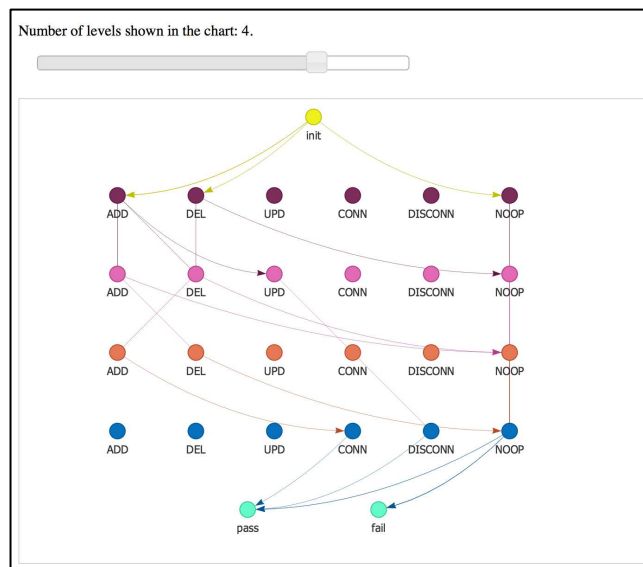 Number of levels shown in the chart: 4.
init
ADD DEL UPD CONN DISCONN NOOP
ADD DEL UPD CONN DISCONN NOOP
ADD DEL UPD CONN DISCONN NOOP
ADD DEL UPD CONN DISCONN NOOP
pass fail